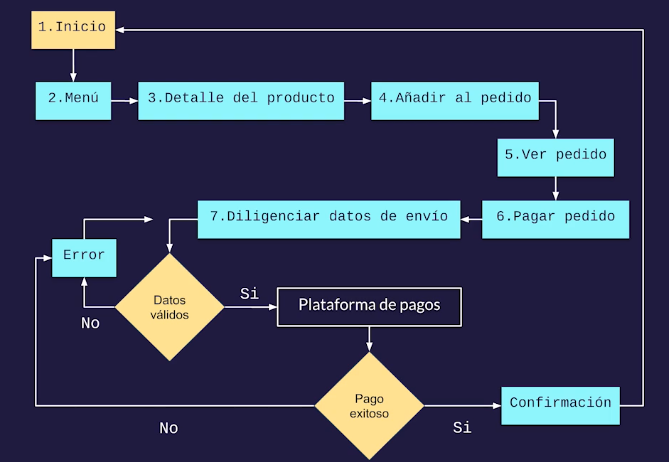 1.Inicio
2.Menú
3.Detalle del producto
4.Añadir al pedido
5.Ver pedido
6.Pagar pedido
7.Diligenciar datos de envío
Error
Datos
válidos
Si
No
Plataforma de pagos
Pago
exitoso
No
Si
Confirmación